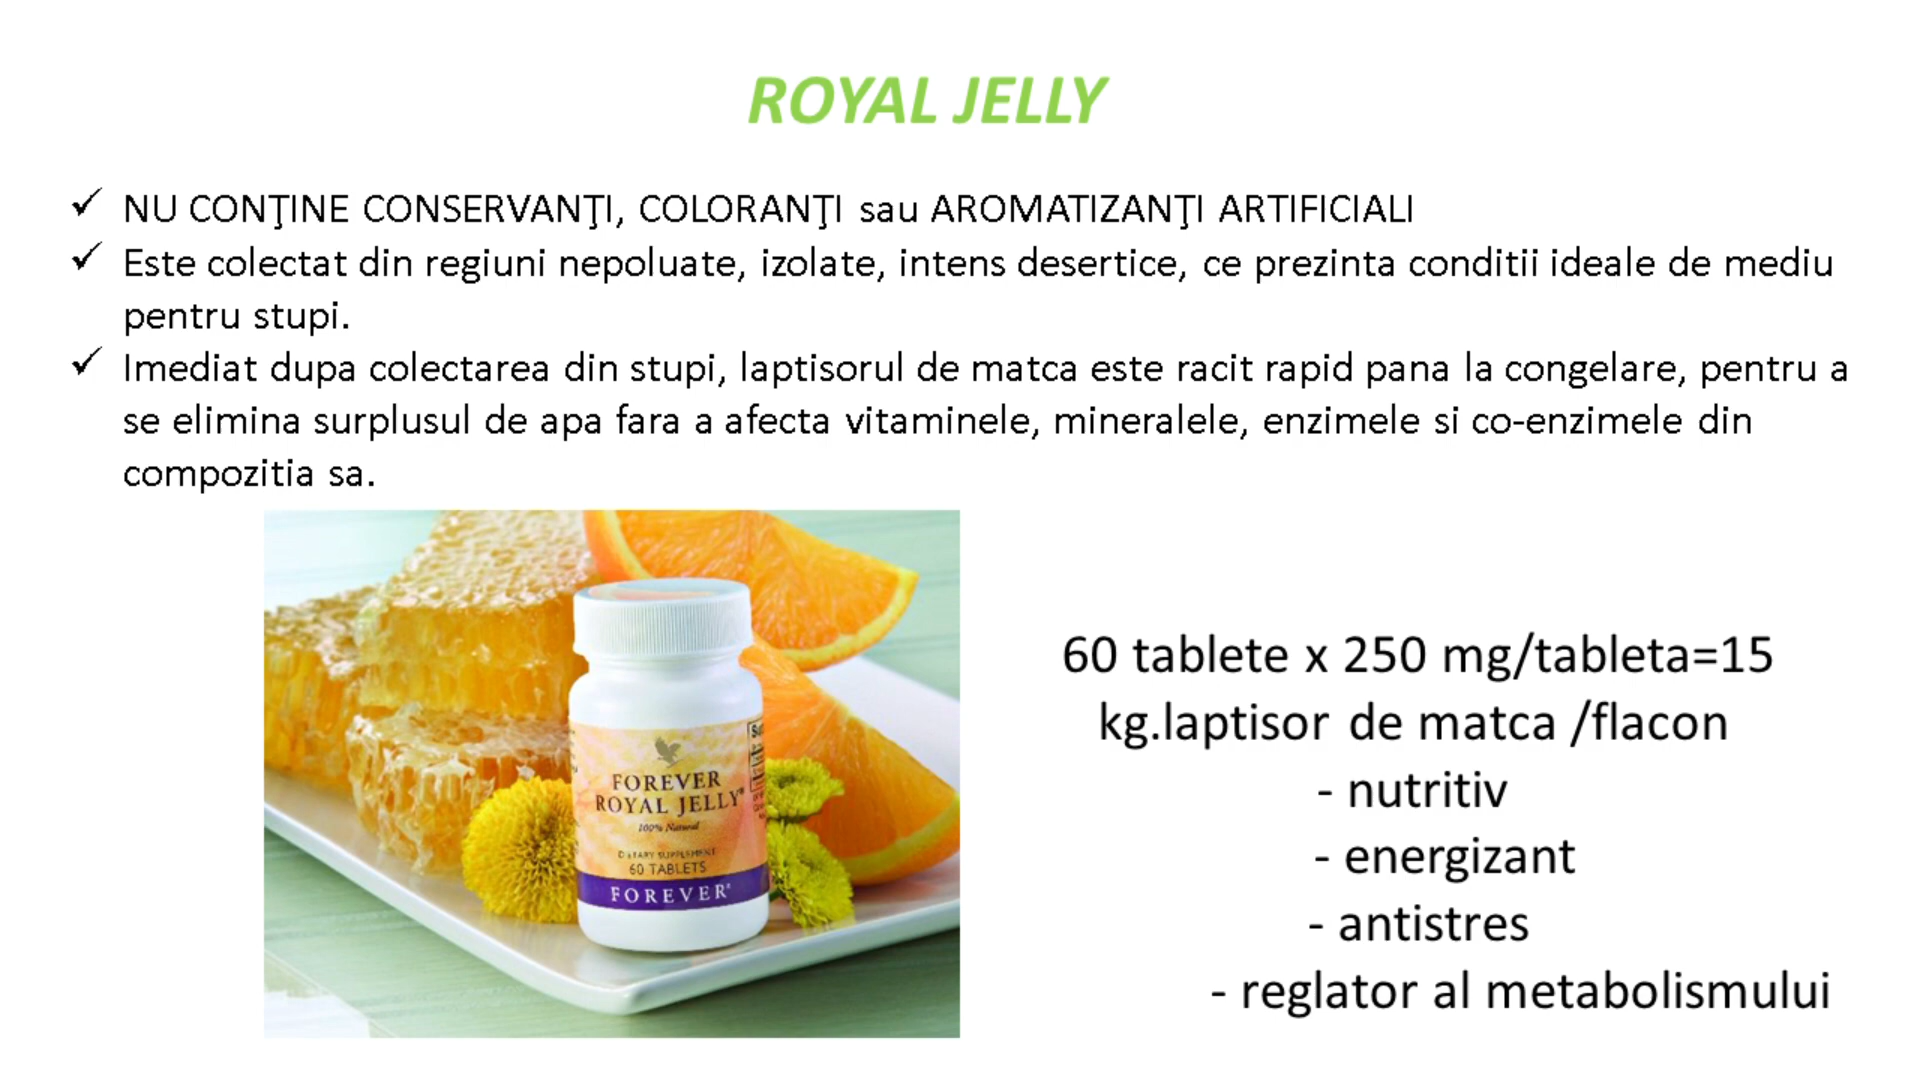 ROYAL JELLY
✓ NU CONŢINE CONSERVANŢI, COLORANŢI sau AROMATIZANŢI ARTIFICIALI
✓ Este colectat din regiuni nepoluate, izolate, intens desertice, ce prezinta conditii ideale de mediu
pentru stupi.
✓ Imediat dupa colectarea din stupi, laptisorul de matca este racit rapid pana la congelare, pentru a
se elimina surplusul de apa fara a afecta vitaminele, mineralele, enzimele si co-enzimele din
compozitia sa.
FOREVER
ROYAL JELLY®
100% Natural
DIETARY SUPPLEMENT
60 TABLETS
FOREVER®
60 tablete x 250 mg/tableta=15
kg.laptisor de matca /flacon
- nutritiv
- energizant
- antistres
- reglator al metabolismului